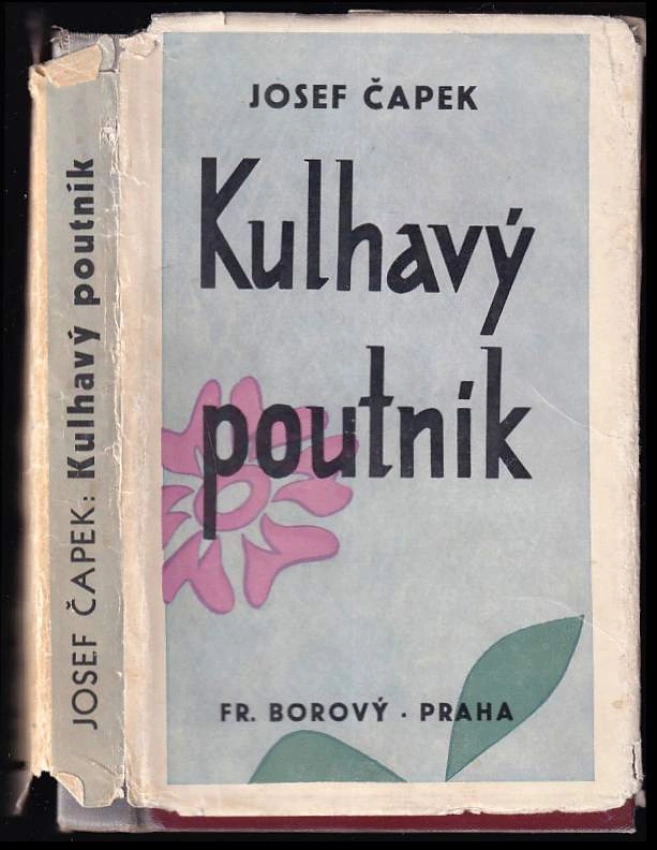 JOSEF ČAPEK
Kulhavý
poutník
FR. BOROVÝ · PRAHA
JOSEF ČAPEK: Kulhavý poutník